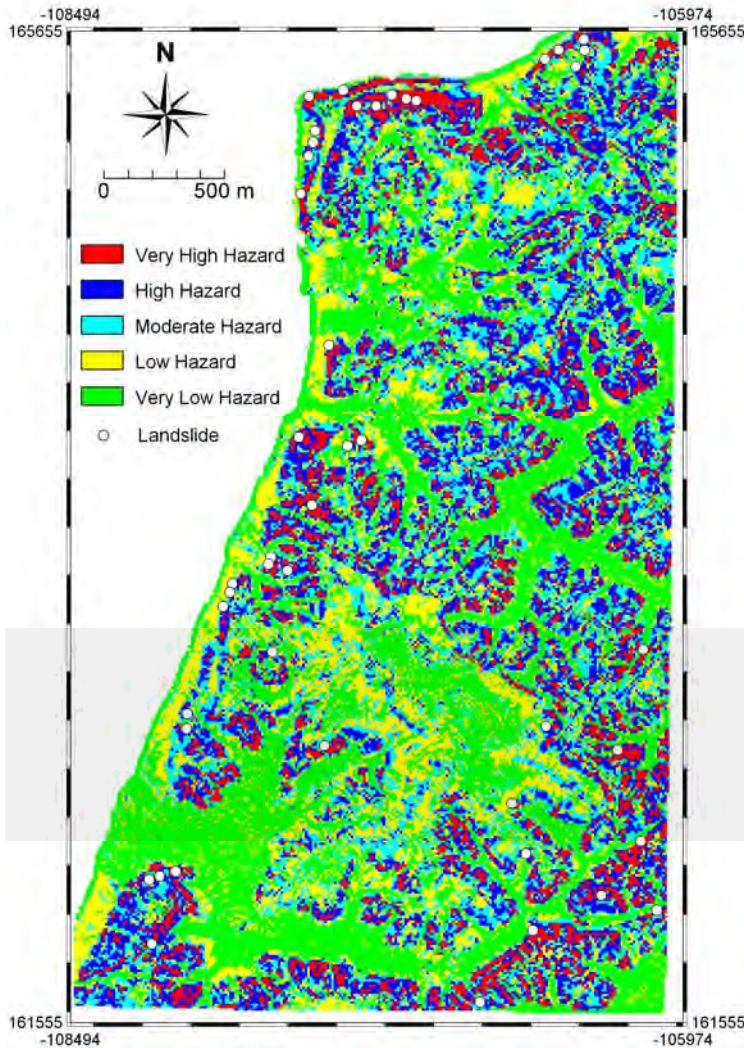 -108494 -105974
165655 165655
N
0 500 m
Very High Hazard
High Hazard
Moderate Hazard
Low Hazard
Very Low Hazard
Landslide
161555 161555
-108494 -105974